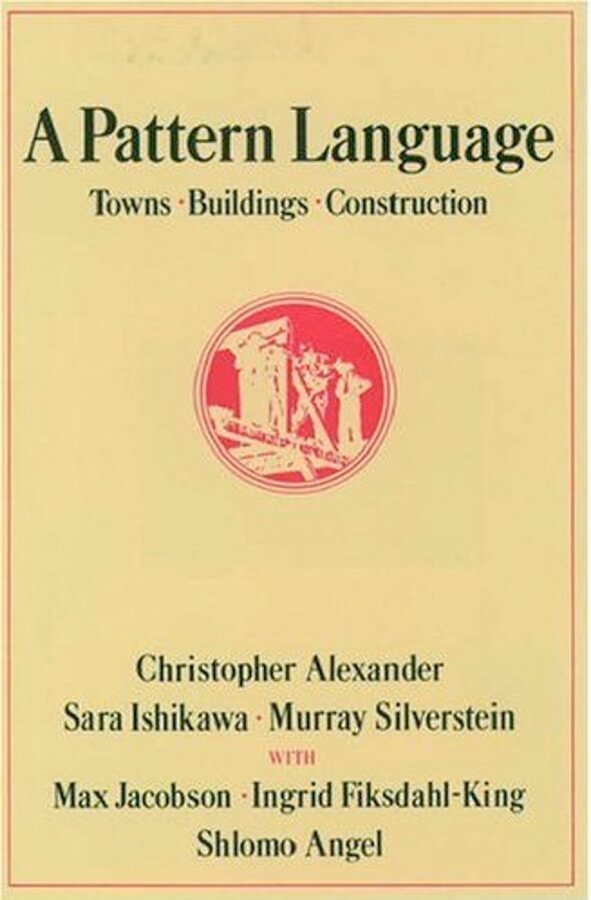 A Pattern Language
Towns · Buildings · Construction
Christopher Alexander
Sara Ishikawa · Murray Silverstein
WITH
Max Jacobson · Ingrid Fiksdahl-King
Shlomo Angel